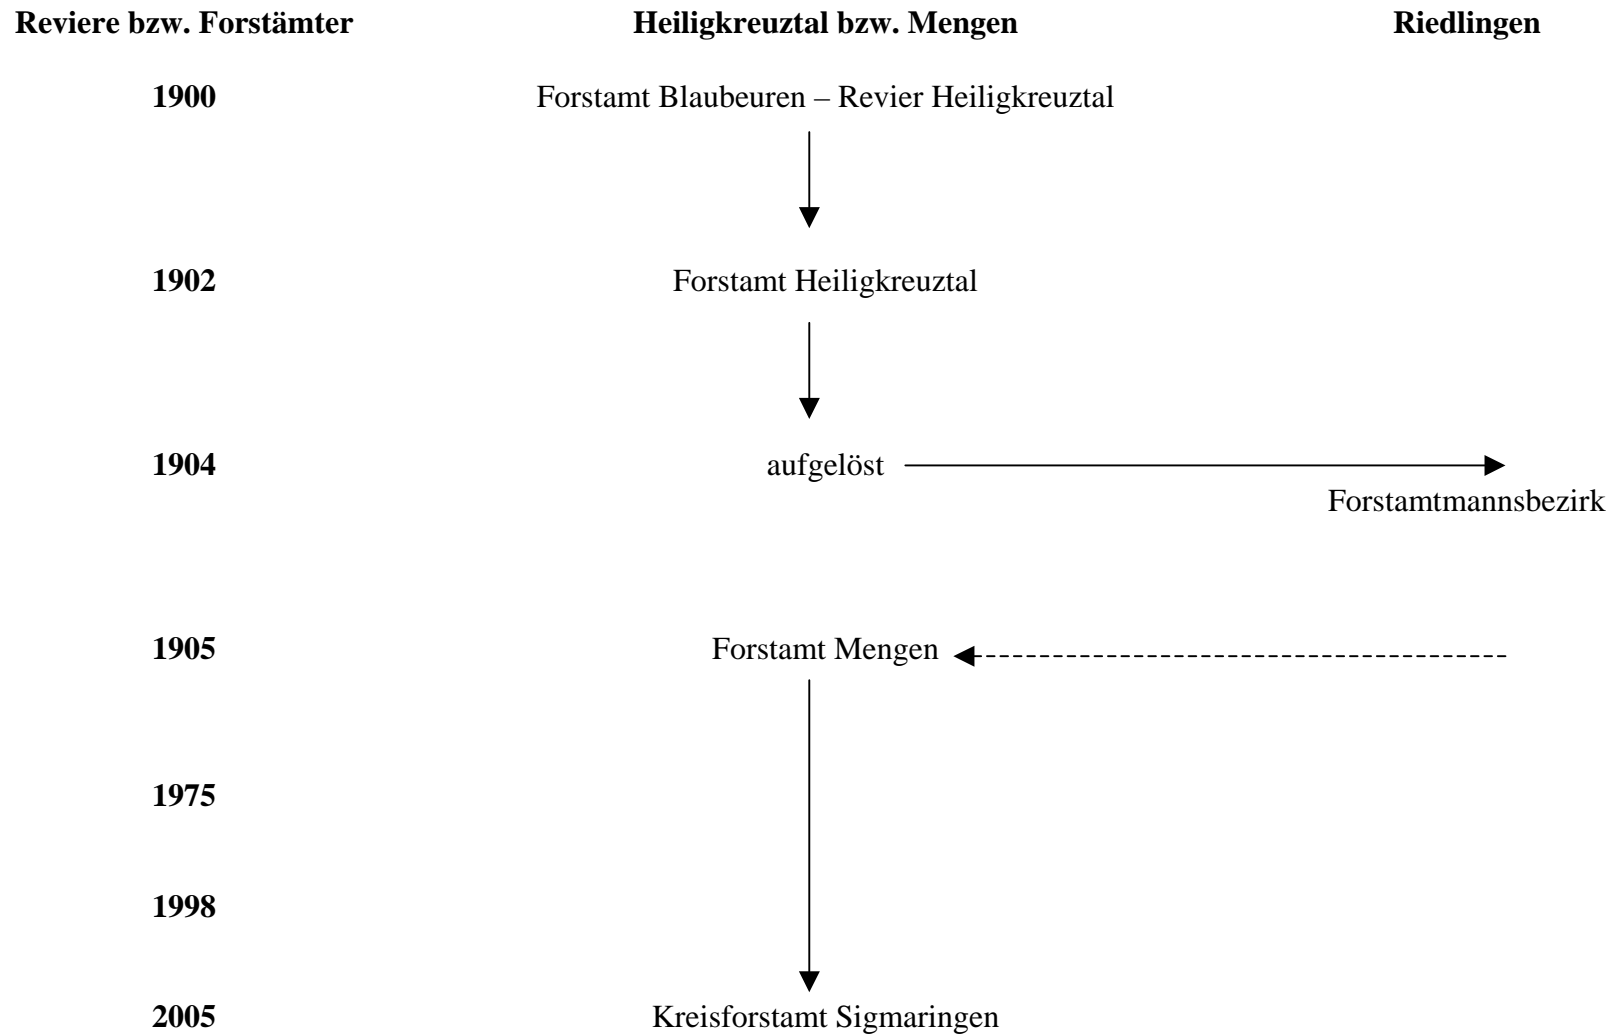 Reviere bzw. Forstämter Heiligkreuztal bzw. Mengen Riedlingen
1900 Forstamt Blaubeuren – Revier Heiligkreuztal
1902 Forstamt Heiligkreuztal
1904 aufgelöst
Forstamtmannsbezirk
1905 Forstamt Mengen
1975
1998
2005 Kreisforstamt Sigmaringen